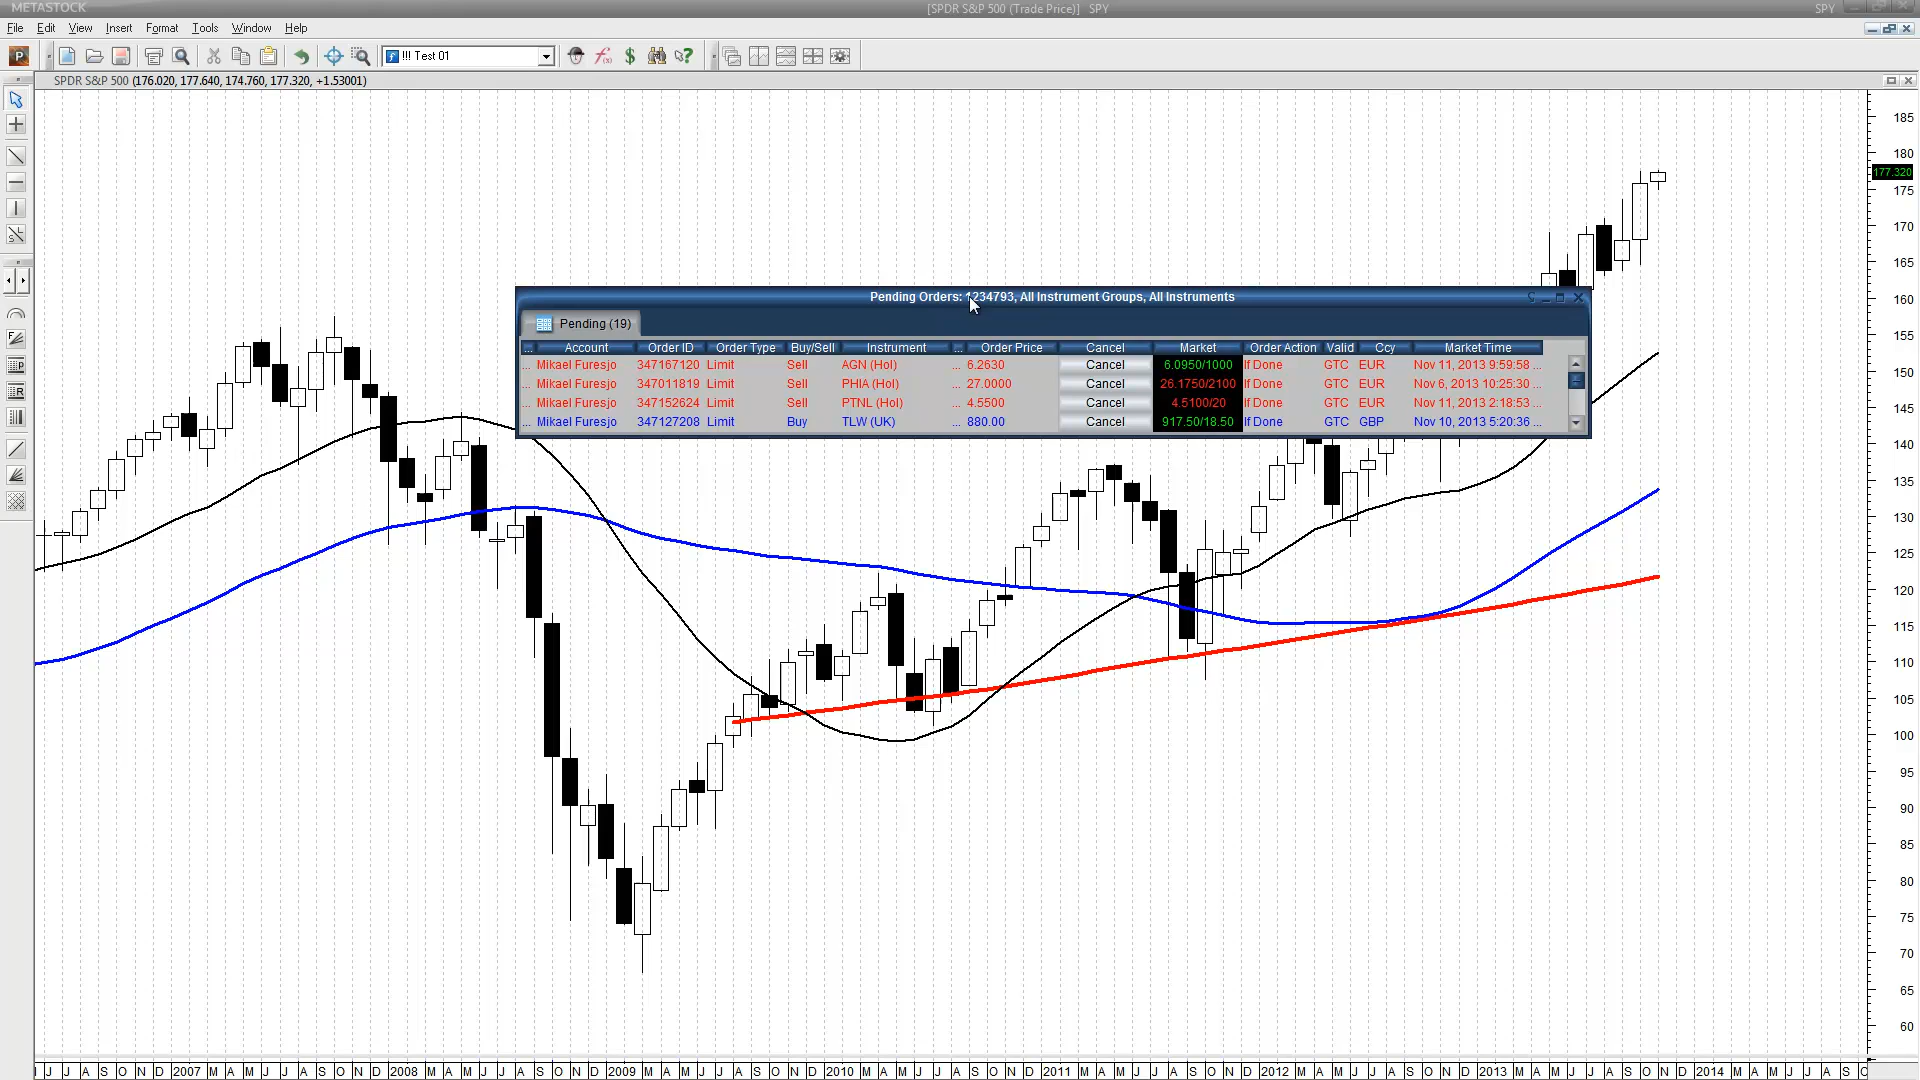 METASTOCK
[SPDR S&P 500 (Trade Price)] SPY
SPY
File Edit View Insert Format Tools Window Help
!!! Test 01
SPDR S&P 500 (176.020, 177.640, 174.760, 177.320, +1.53001)
Pending Orders: 1234793, All Instrument Groups, All Instruments
Pending (19)
... Account Order ID Order Type Buy/Sell Instrument ... Order Price Cancel Market Order Action Valid Ccy Market Time
... Mikael Furesjo 347167120 Limit Sell AGN (Hol) ... 6.2630 Cancel 6.0950/1000 If Done GTC EUR Nov 11, 2013 9:59:58 ...
... Mikael Furesjo 347011819 Limit Sell PHIA (Hol) ... 27.0000 Cancel 26.1750/2100 If Done GTC EUR Nov 6, 2013 10:25:30 ...
... Mikael Furesjo 347152624 Limit Sell PTNL (Hol) ... 4.5500 Cancel 4.5100/20 If Done GTC EUR Nov 11, 2013 2:18:53 ...
... Mikael Furesjo 347127208 Limit Buy TLW (UK) ... 880.00 Cancel 917.50/18.50 If Done GTC GBP Nov 10, 2013 5:20:36 ...
185
180
177.320
175
170
165
160
155
150
145
140
135
130
125
120
115
110
105
100
95
90
85
80
75
70
65
60
J J A S O N D 2007 M A M J J A S O N D 2008 A M J J A S O N D 2009 M A M J J A S O N D 2010 A M J J A S O N D 2011 M A M J J A S O N D 2012 A M J J A S O N D 2013 A M J J A S O N D 2014 M A M J J A S O